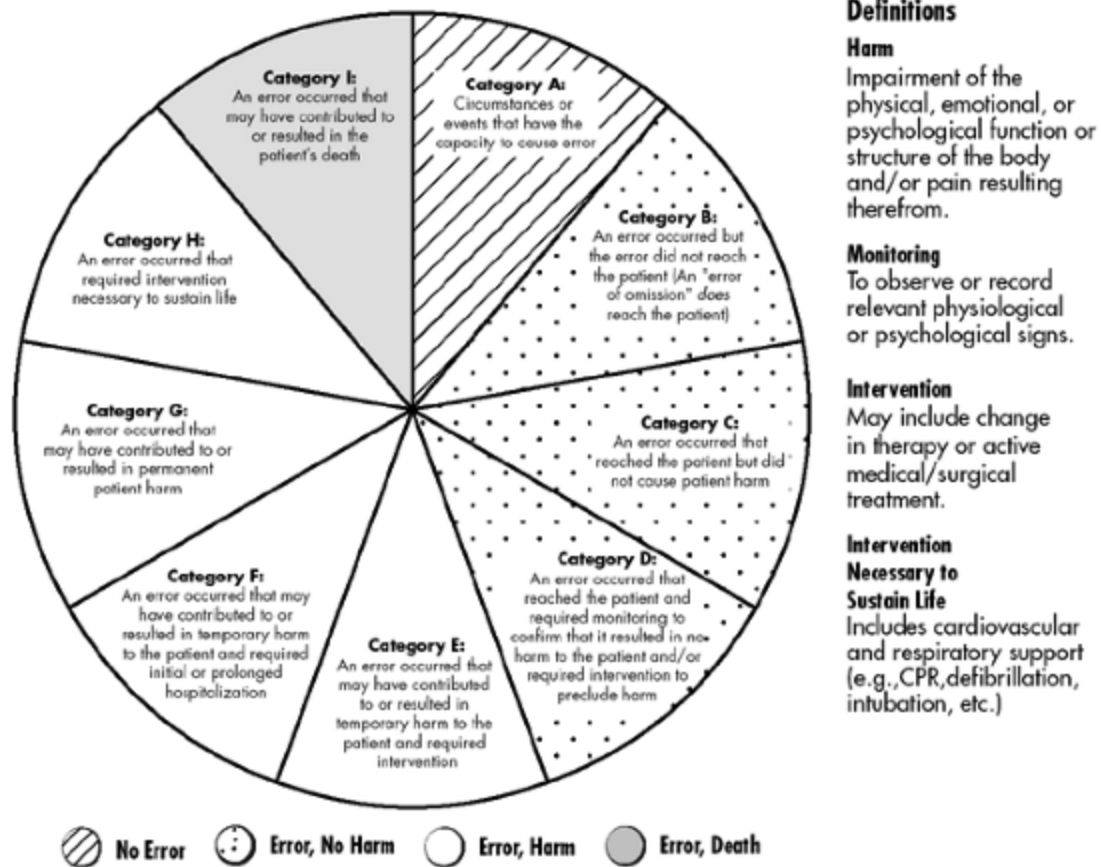 Category I:
An error occurred that
may have contributed to
or resulted in the
patient's death
Category A:
Circumstances or
events that have the
capacity to cause error
Category B:
An error occurred but
the error did not reach
the patient (An "error
of omission" does
reach the patient)
Category H:
An error occurred that
required intervention
necessary to sustain life
Category G:
An error occurred that
may have contributed to or
resulted in permanent
patient harm
Category C:
An error occurred that
reached the patient but did
not cause patient harm
Category F:
An error occurred that may
have contributed to or
resulted in temporary harm
to the patient and required
initial or prolonged
hospitalization
Category E:
An error occurred that
may have contributed
to or resulted in
temporary harm to the
patient and required
intervention
Category D:
An error occurred that
reached the patient and
required monitoring to
confirm that it resulted in no
harm to the patient and/or
required intervention to
preclude harm
Definitions
Harm
Impairment of the
physical, emotional, or
psychological function or
structure of the body
and/or pain resulting
therefrom.
Monitoring
To observe or record
relevant physiological
or psychological signs.
Intervention
May include change
in therapy or active
medical/surgical
treatment.
Intervention
Necessary to
Sustain Life
Includes cardiovascular
and respiratory support
(e.g.,CPR,defibrillation,
intubation, etc.)
No Error
Error, No Harm
Error, Harm
Error, Death